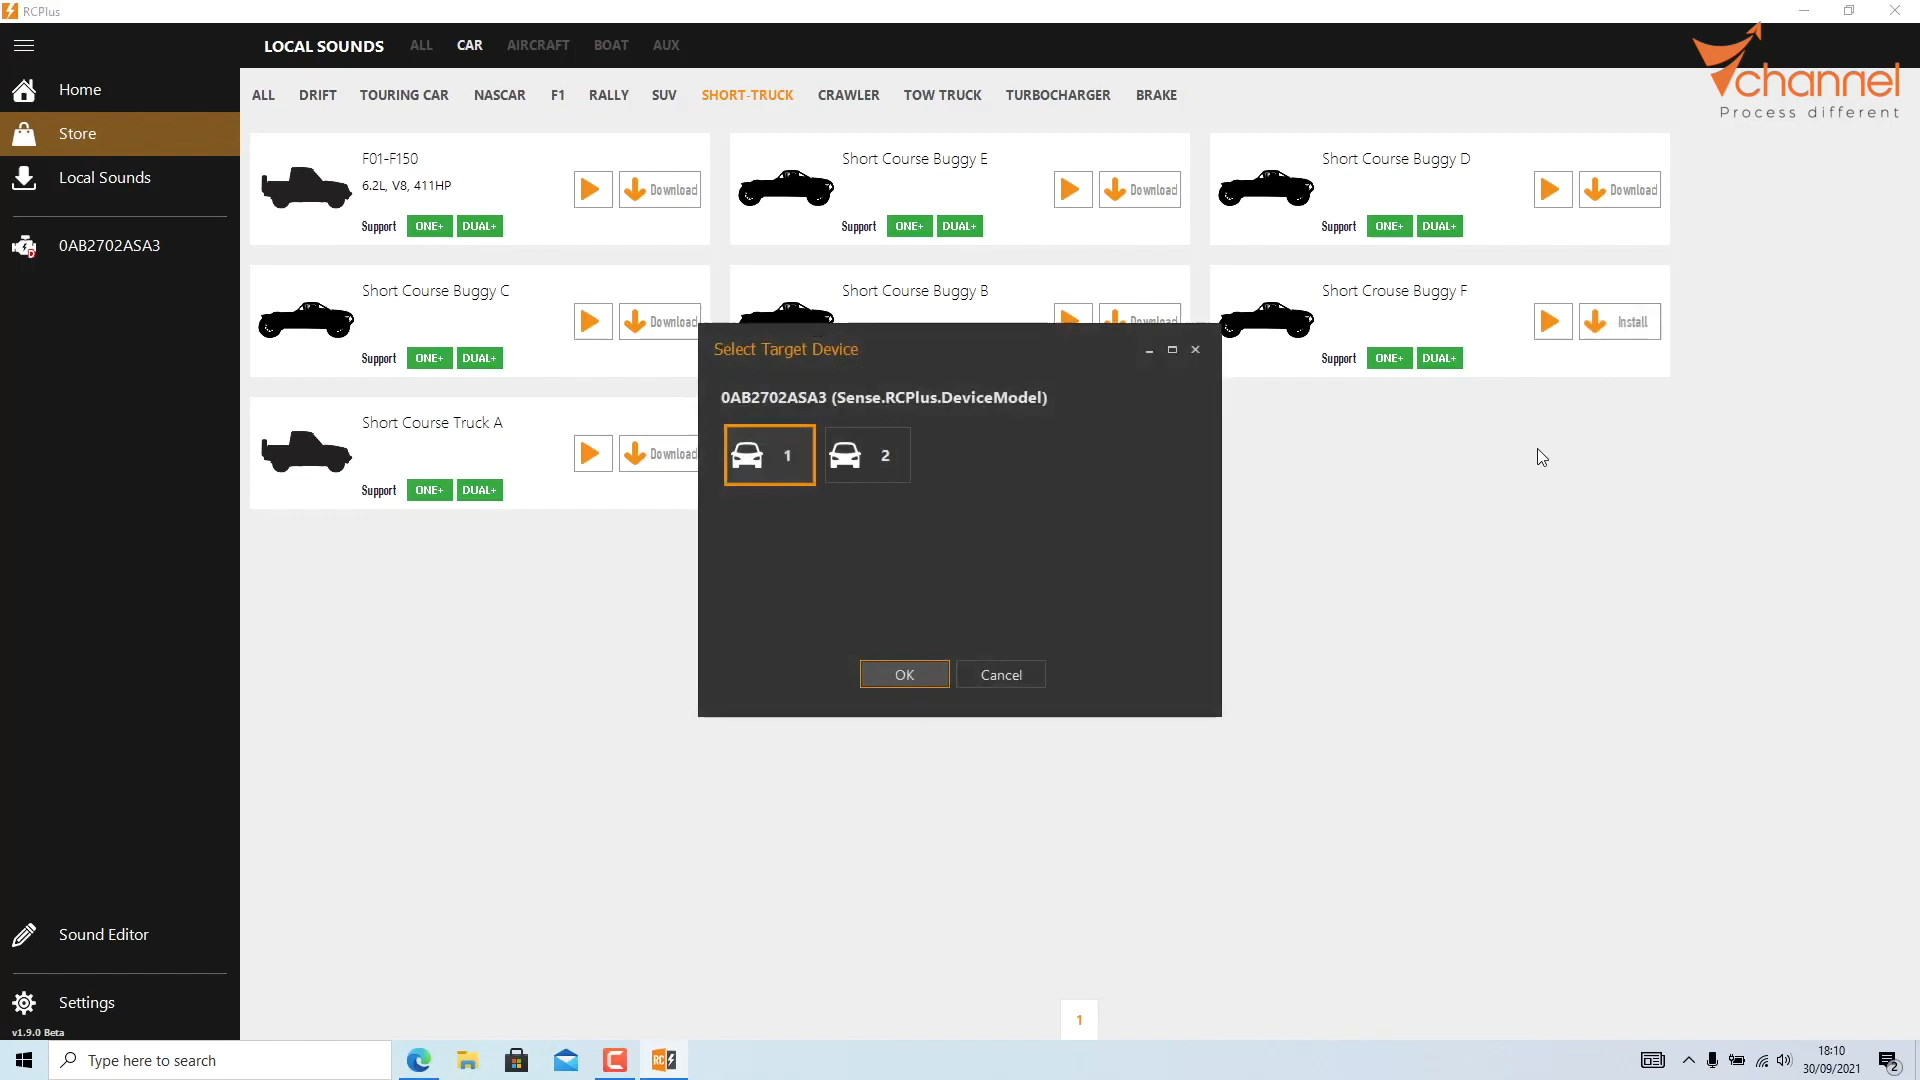 RCPlus
LOCAL SOUNDS ALL CAR AIRCRAFT BOAT AUX
Vchannel
Process different
Home
Store
Local Sounds
0AB2702ASA3
Sound Editor
Settings
v1.9.0 Beta
ALL DRIFT TOURING CAR NASCAR F1 RALLY SUV SHORT-TRUCK CRAWLER TOW TRUCK TURBOCHARGER BRAKE
F01-F150
6.2L, V8, 411HP
Download
Support ONE+ DUAL+
Short Course Buggy E
Download
Support ONE+ DUAL+
Short Course Buggy D
Download
Support ONE+ DUAL+
Short Course Buggy C
Download
Support ONE+ DUAL+
Short Course Buggy B
Download
Short Crouse Buggy F
Install
Support ONE+ DUAL+
Short Course Truck A
Download
Support ONE+ DUAL+
Select Target Device
0AB2702ASA3 (Sense.RCPlus.DeviceModel)
1 2
OK Cancel
1
Type here to search
RC
18:10
30/09/2021
2